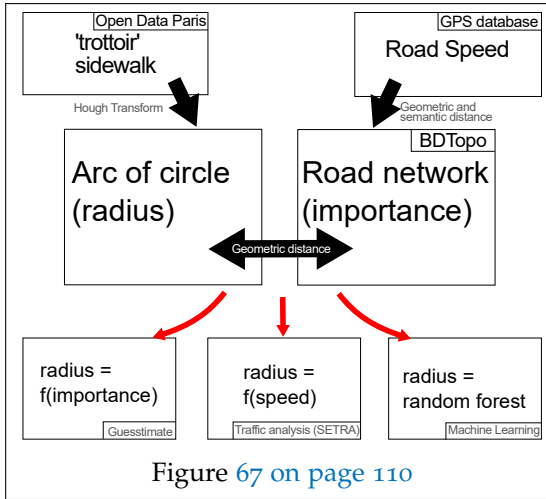 Open Data Paris
'trottoir'
sidewalk
GPS database
Road Speed
Hough Transform
Geometric and
semantic distance
BDTopo
Arc of circle
(radius)
Road network
(importance)
Geometric distance
radius =
f(importance)
Guesstimate
radius =
f(speed)
Traffic analysis (SETRA)
radius =
random forest
Machine Learning
Figure 67 on page 110